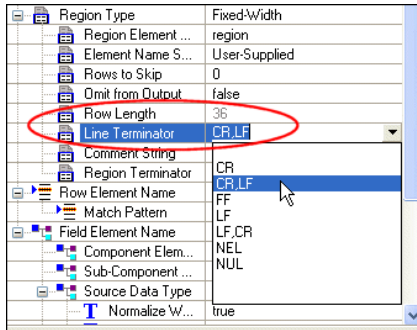 Region Type Fixed-Width
Region Element ... region
Element Name S... User-Supplied
Rows to Skip 0
Omit from Output false
Row Length 36
Line Terminator CR,LF
Comment String
Region Terminator CR
CR,LF
Row Element Name FF
Match Pattern LF
Field Element Name LF,CR
Component Elem... NEL
Sub-Component ... NUL
Source Data Type
Normalize W... true